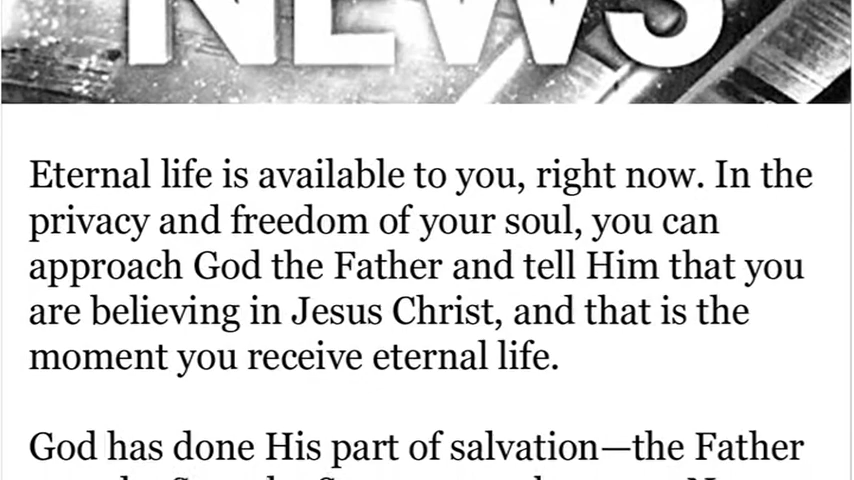 NEWS
Eternal life is available to you, right now. In the
privacy and freedom of your soul, you can
approach God the Father and tell Him that you
are believing in Jesus Christ, and that is the
moment you receive eternal life.
God has done His part of salvation—the Father